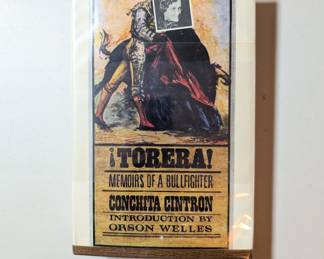 ¡TORERA!
MEMOIRS OF A BULLFIGHTER
CONCHITA CINTRON
INTRODUCTION BY
ORSON WELLES